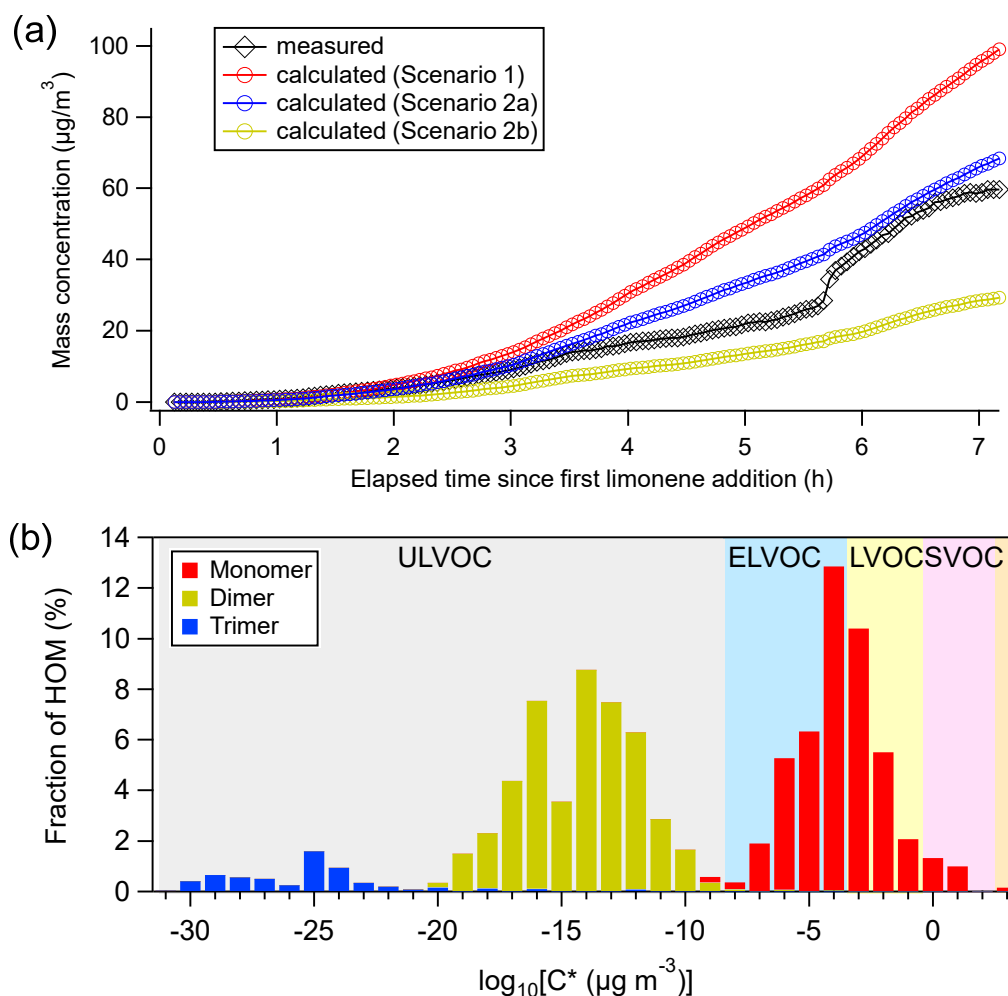 (a)
Mass concentration (µg/m³)
100
80
60
40
20
0
measured
calculated (Scenario 1)
calculated (Scenario 2a)
calculated (Scenario 2b)
0 1 2 3 4 5 6 7
Elapsed time since first limonene addition (h)
(b)
Fraction of HOM (%)
14
12
10
8
6
4
2
0
Monomer
Dimer
Trimer
ULVOC ELVOC LVOC SVOC
-30 -25 -20 -15 -10 -5 0
log₁₀[C* (µg m⁻³)]